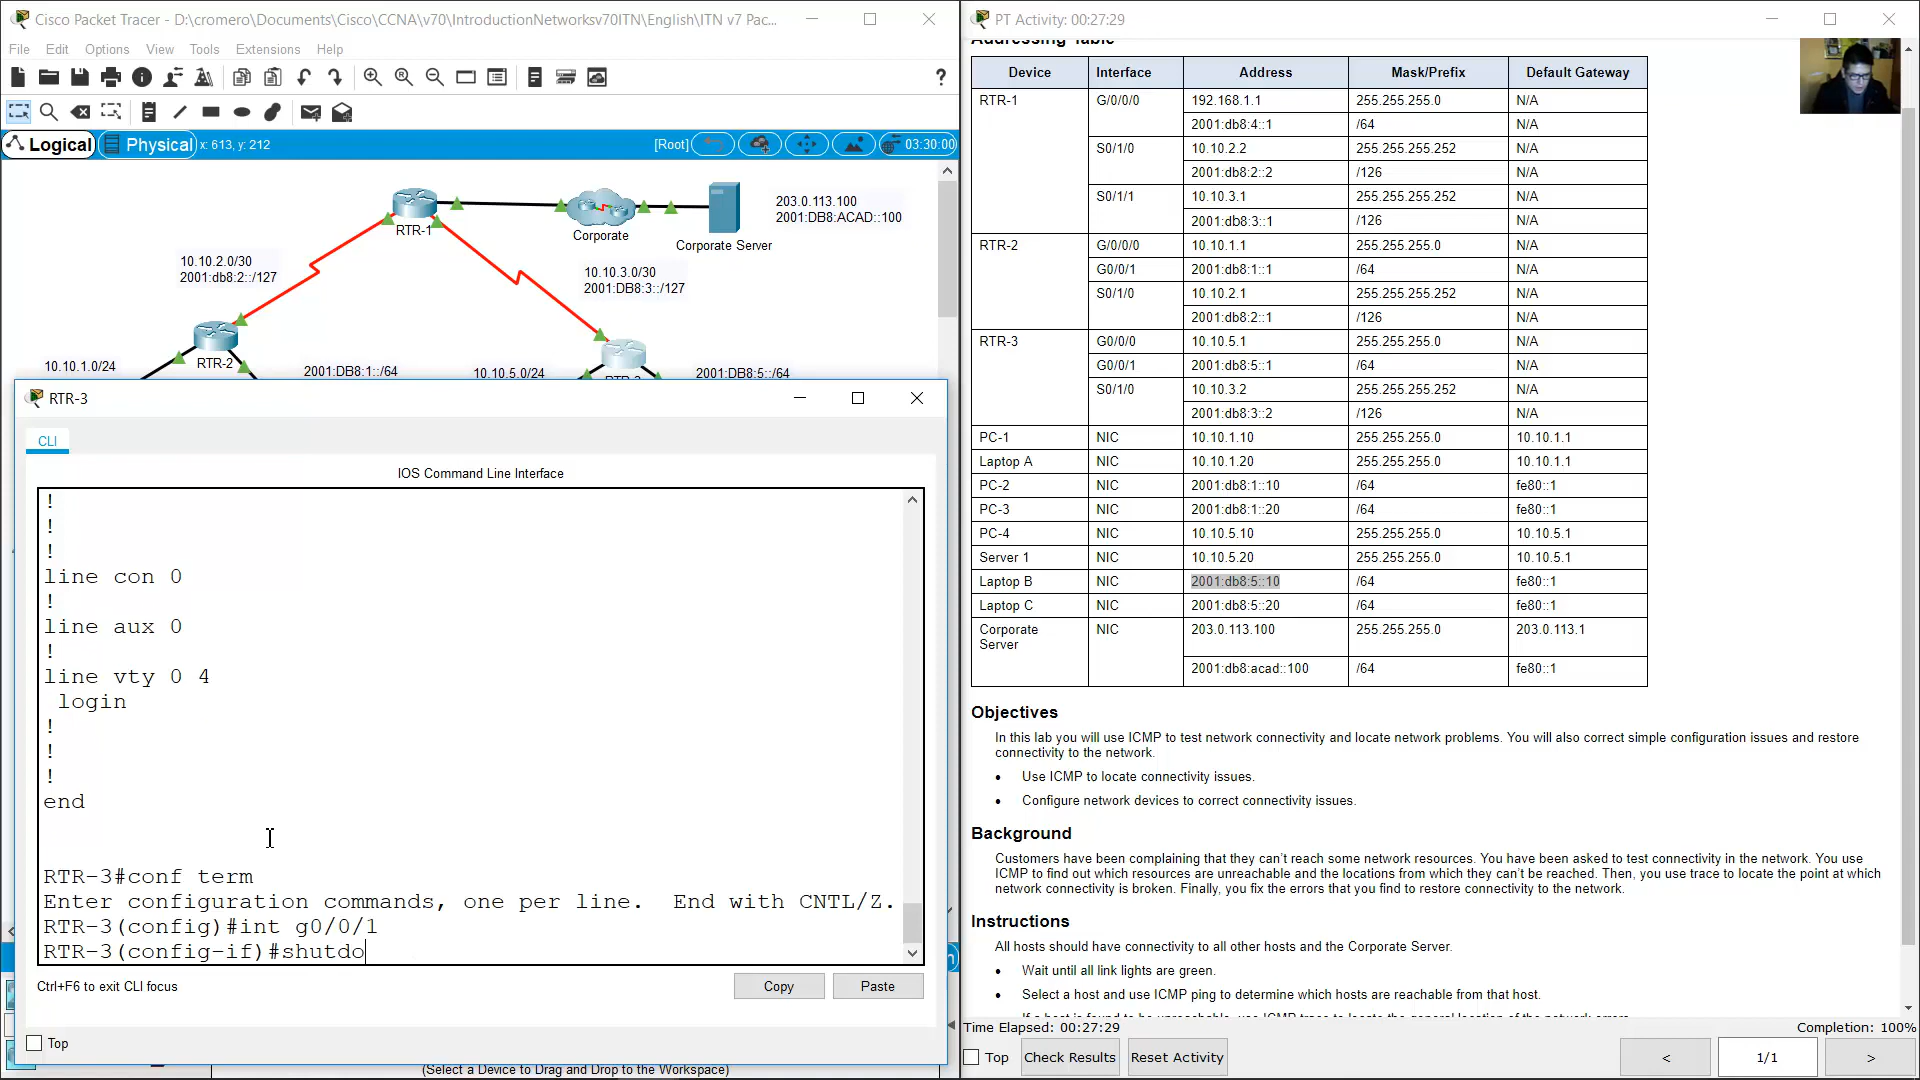 Cisco Packet Tracer - D:\cromero\Documents\Cisco\CCNA\v70\IntroductionNetworksv70ITN\English\ITN v7 Pac...
File Edit Options View Tools Extensions Help
Logical Physical x: 613, y: 212 [Root] 03:30:00
203.0.113.100
2001:DB8:ACAD::100
RTR-1
Corporate
Corporate Server
10.10.2.0/30
2001:db8:2::/127
10.10.3.0/30
2001:DB8:3::/127
RTR-2
10.10.1.0/24
2001:DB8:1::/64
10.10.5.0/24
2001:DB8:5::/64
RTR-3
CLI
IOS Command Line Interface
!
!
!
line con 0
!
line aux 0
!
line vty 0 4
login
!
!
!
end
RTR-3#conf term
Enter configuration commands, one per line. End with CNTL/Z.
RTR-3(config)#int g0/0/1
RTR-3(config-if)#shutdo
Ctrl+F6 to exit CLI focus
Copy Paste
Top
(Select a Device to Drag and Drop to the Workspace)
PT Activity: 00:27:29
Addressing Table
Device Interface Address Mask/Prefix Default Gateway
RTR-1 G/0/0/0 192.168.1.1 255.255.255.0 N/A
2001:db8:4::1 /64 N/A
S0/1/0 10.10.2.2 255.255.255.252 N/A
2001:db8:2::2 /126 N/A
S0/1/1 10.10.3.1 255.255.255.252 N/A
2001:db8:3::1 /126 N/A
RTR-2 G/0/0/0 10.10.1.1 255.255.255.0 N/A
G0/0/1 2001:db8:1::1 /64 N/A
S0/1/0 10.10.2.1 255.255.255.252 N/A
2001:db8:2::1 /126 N/A
RTR-3 G0/0/0 10.10.5.1 255.255.255.0 N/A
G0/0/1 2001:db8:5::1 /64 N/A
S0/1/0 10.10.3.2 255.255.255.252 N/A
2001:db8:3::2 /126 N/A
PC-1 NIC 10.10.1.10 255.255.255.0 10.10.1.1
Laptop A NIC 10.10.1.20 255.255.255.0 10.10.1.1
PC-2 NIC 2001:db8:1::10 /64 fe80::1
PC-3 NIC 2001:db8:1::20 /64 fe80::1
PC-4 NIC 10.10.5.10 255.255.255.0 10.10.5.1
Server 1 NIC 10.10.5.20 255.255.255.0 10.10.5.1
Laptop B NIC 2001:db8:5::10 /64 fe80::1
Laptop C NIC 2001:db8:5::20 /64 fe80::1
Corporate NIC 203.0.113.100 255.255.255.0 203.0.113.1
Server
2001:db8:acad::100 /64 fe80::1
Objectives
In this lab you will use ICMP to test network connectivity and locate network problems. You will also correct simple configuration issues and restore
connectivity to the network.
• Use ICMP to locate connectivity issues.
• Configure network devices to correct connectivity issues.
Background
Customers have been complaining that they can't reach some network resources. You have been asked to test connectivity in the network. You use
ICMP to find out which resources are unreachable and the locations from which they can't be reached. Then, you use trace to locate the point at which
network connectivity is broken. Finally, you fix the errors that you find to restore connectivity to the network.
Instructions
All hosts should have connectivity to all other hosts and the Corporate Server.
• Wait until all link lights are green.
• Select a host and use ICMP ping to determine which hosts are reachable from that host.
Time Elapsed: 00:27:29 Completion: 100%
Top Check Results Reset Activity < 1/1 >